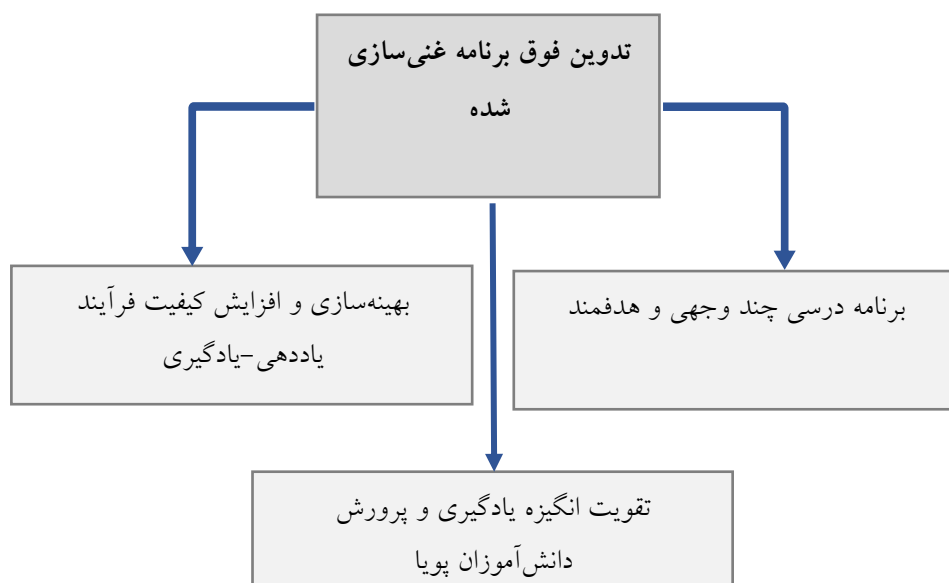 تدوین فوق برنامه غنی‌سازی
شده
برنامه درسی چند وجهی و هدفمند
بهینه‌سازی و افزایش کیفیت فرآیند
یاددهی-یادگیری
تقویت انگیزه یادگیری و پرورش
دانش‌آموزان پویا